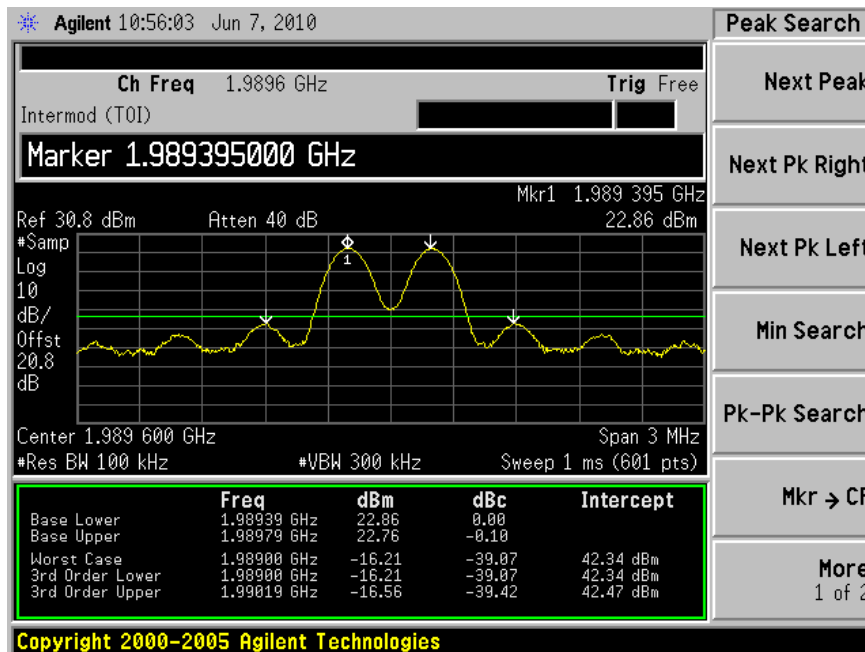 Agilent 10:56:03 Jun 7, 2010
Peak Search
Ch Freq 1.9896 GHz Trig Free
Intermod (TOI)
Marker 1.989395000 GHz
Mkr1 1.989 395 GHz
Ref 30.8 dBm Atten 40 dB 22.86 dBm
#Samp
Log
10
dB/
Offst
20.8
dB
1
Center 1.989 600 GHz Span 3 MHz
#Res BW 100 kHz #VBW 300 kHz Sweep 1 ms (601 pts)
Freq dBm dBc Intercept
Base Lower 1.98939 GHz 22.86 0.00
Base Upper 1.98979 GHz 22.76 -0.10
Worst Case 1.98900 GHz -16.21 -39.07 42.34 dBm
3rd Order Lower 1.98900 GHz -16.21 -39.07 42.34 dBm
3rd Order Upper 1.99019 GHz -16.56 -39.42 42.47 dBm
Next Peak
Next Pk Right
Next Pk Left
Min Search
Pk-Pk Search
Mkr → CF
More
1 of 2
Copyright 2000-2005 Agilent Technologies